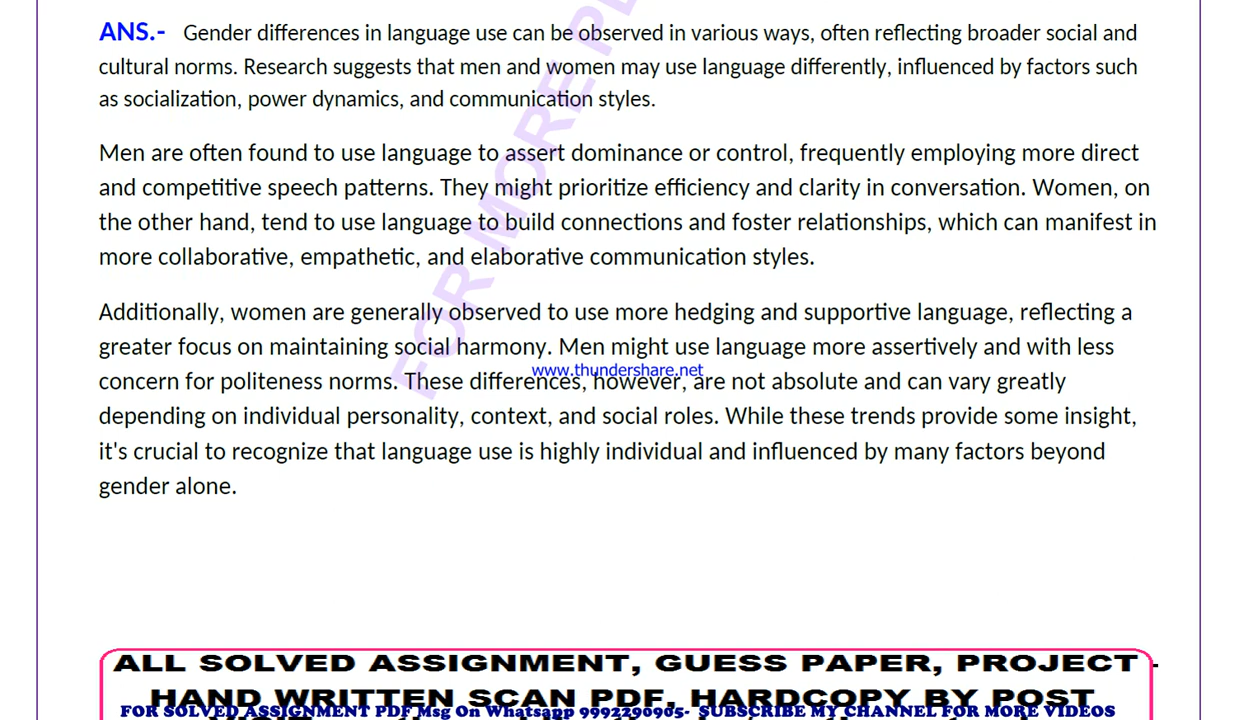 ANS.- Gender differences in language use can be observed in various ways, often reflecting broader social and
cultural norms. Research suggests that men and women may use language differently, influenced by factors such
as socialization, power dynamics, and communication styles.
Men are often found to use language to assert dominance or control, frequently employing more direct
and competitive speech patterns. They might prioritize efficiency and clarity in conversation. Women, on
the other hand, tend to use language to build connections and foster relationships, which can manifest in
more collaborative, empathetic, and elaborative communication styles.
Additionally, women are generally observed to use more hedging and supportive language, reflecting a
greater focus on maintaining social harmony. Men might use language more assertively and with less
www.thundershare.net
concern for politeness norms. These differences, however, are not absolute and can vary greatly
depending on individual personality, context, and social roles. While these trends provide some insight,
it's crucial to recognize that language use is highly individual and influenced by many factors beyond
gender alone.
FOR MORE
ALL SOLVED ASSIGNMENT, GUESS PAPER, PROJECT -
HAND WRITTEN SCAN PDF, HARDCOPY BY POST
FOR SOLVED ASSIGNMENT PDF Msg On Whatsapp 9992290905- SUBSCRIBE MY CHANNEL FOR MORE VIDEOS